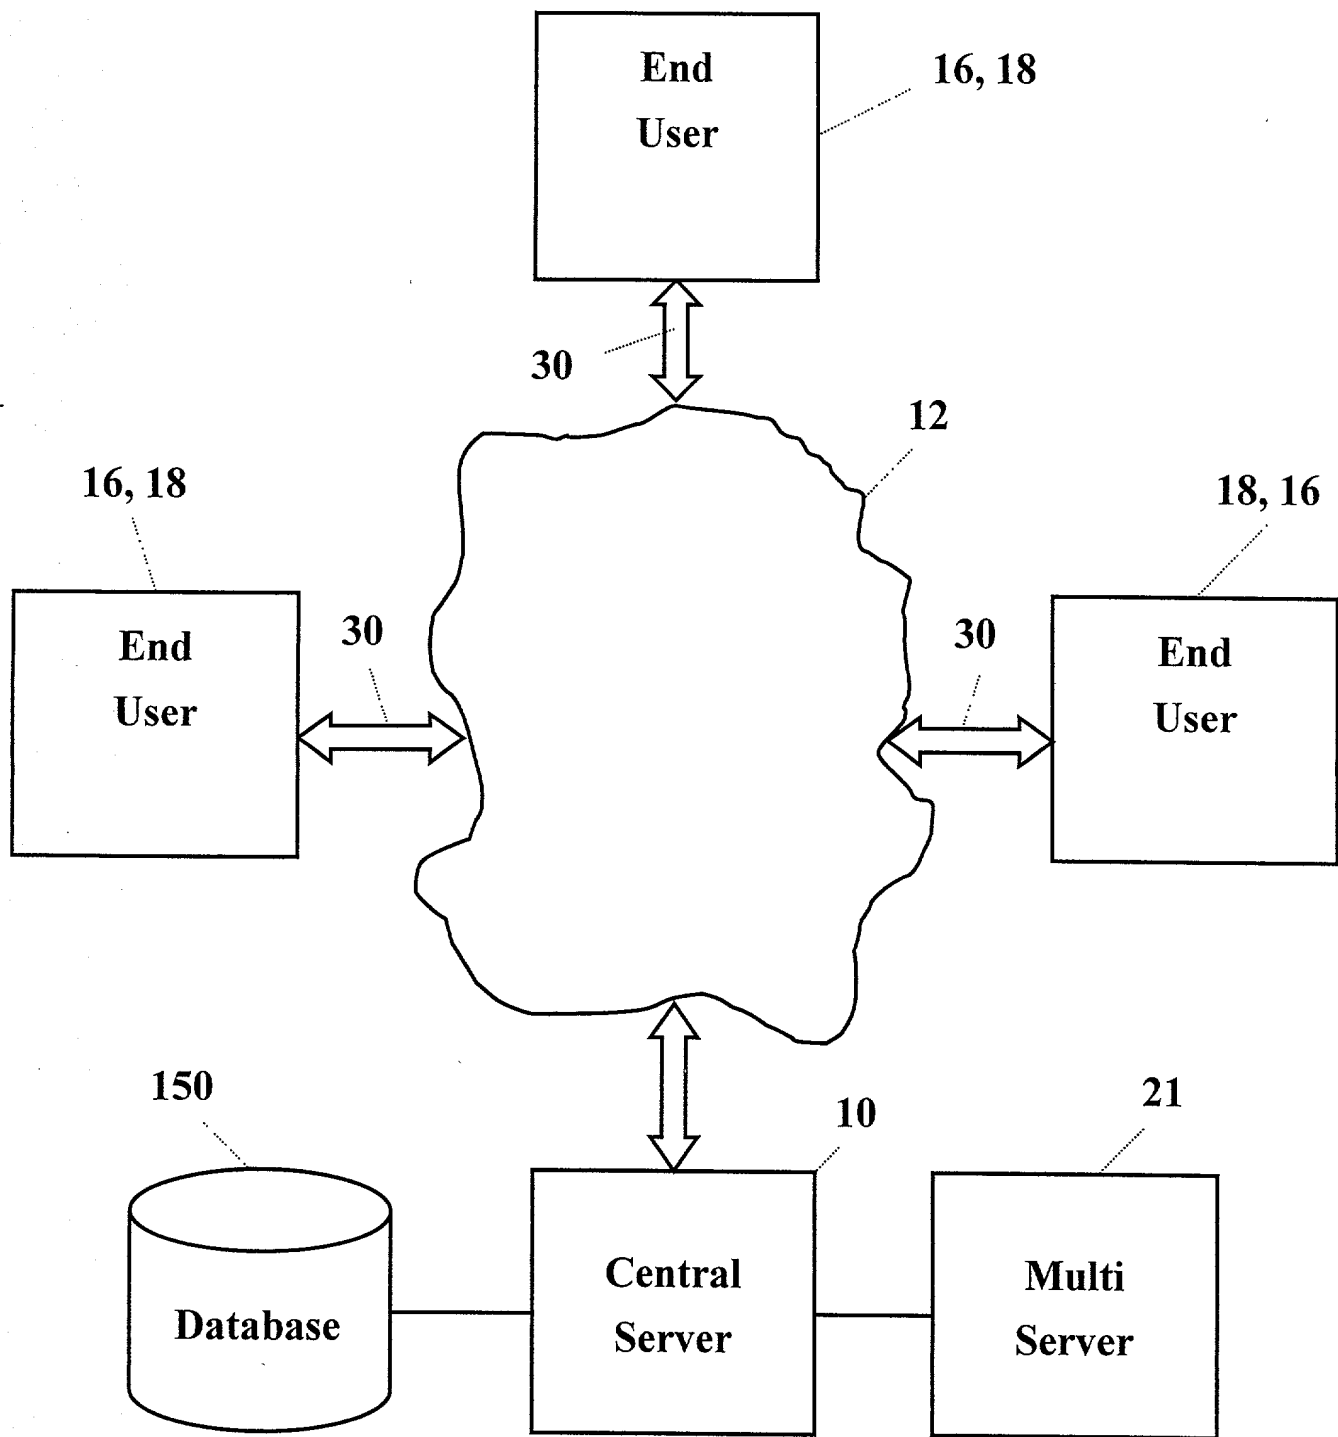 End
User
16, 18
30
12
16, 18
18, 16
End
User
30
30
End
User
150
10
21
Database
Central
Server
Multi
Server